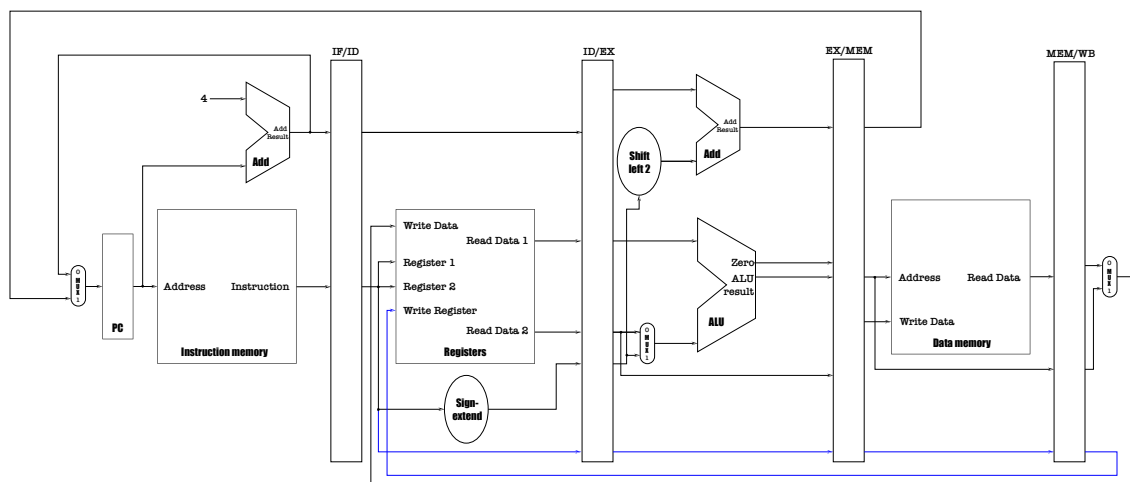 IF/ID
ID/EX
EX/MEM
MEM/WB
4
Add
Result
Add
Add
Result
Add
Shift
left 2
0
MUX
1
PC
Address
Instruction
Instruction memory
Write Data
Read Data 1
Register 1
Register 2
Write Register
Read Data 2
Registers
Sign-
extend
0
MUX
1
Zero
ALU
result
ALU
Address
Read Data
Write Data
Data memory
0
MUX
1